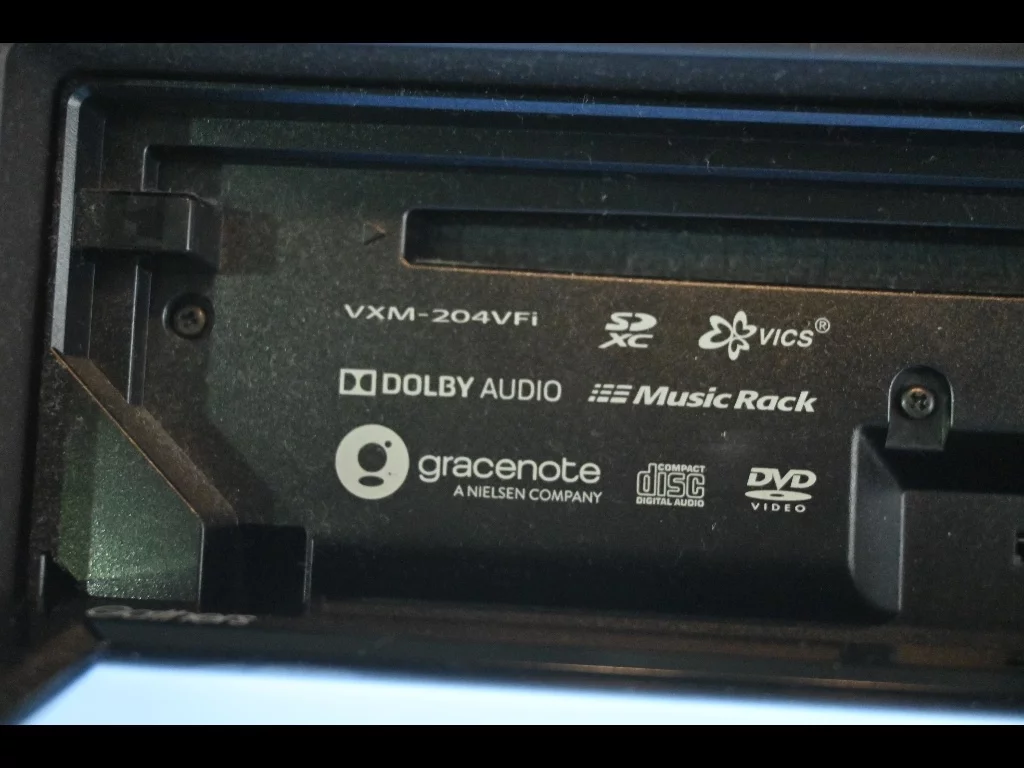 VXM-204VFi
SD XC
VICS®
DOLBY AUDIO
Music Rack
gracenote
A NIELSEN COMPANY
COMPACT
disc
DIGITAL AUDIO
DVD
VIDEO